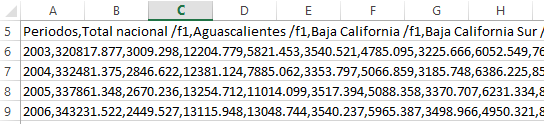 A B C D E F G H
5 Periodos,Total nacional /f1,Aguascalientes /f1,Baja California /f1,Baja California Sur /
6 2003,320817.877,3009.298,12204.779,5821.453,3540.521,4785.095,3225.666,6052.549,76
7 2004,332481.375,2846.622,12381.124,7885.062,3353.797,5066.859,3185.748,6386.225,85
8 2005,337861.348,2670.236,13254.712,11014.099,3517.394,5088.358,3370.707,6231.334,8
9 2006,343231.522,2449.527,13115.948,13048.744,3540.237,5965.387,3498.966,4950.321,8